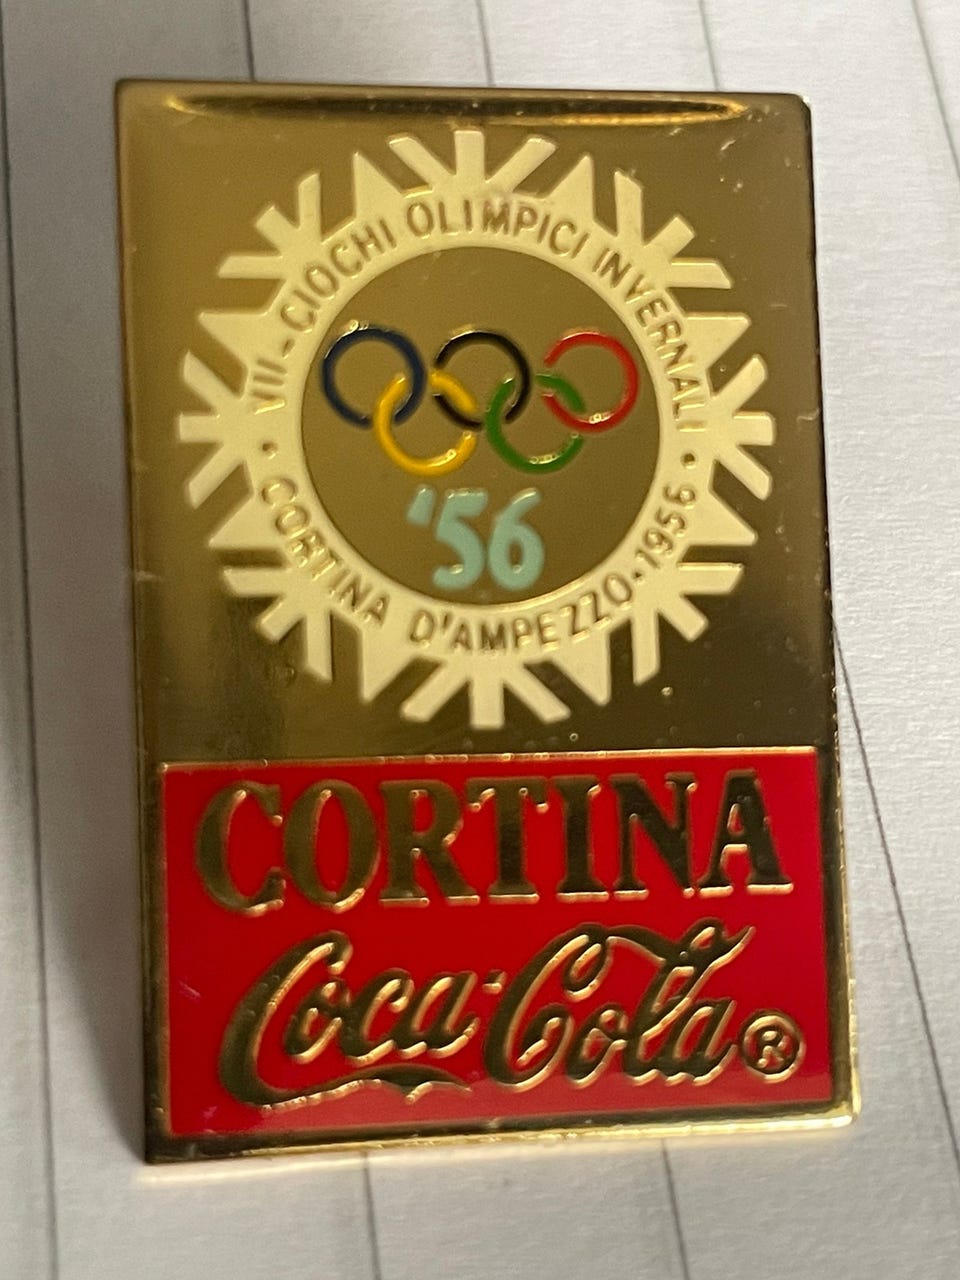 VII - GIOCHI OLIMPICI INVERNALI
• CORTINA D'AMPEZZO • 1956 •
'56
CORTINA
Coca-Cola®